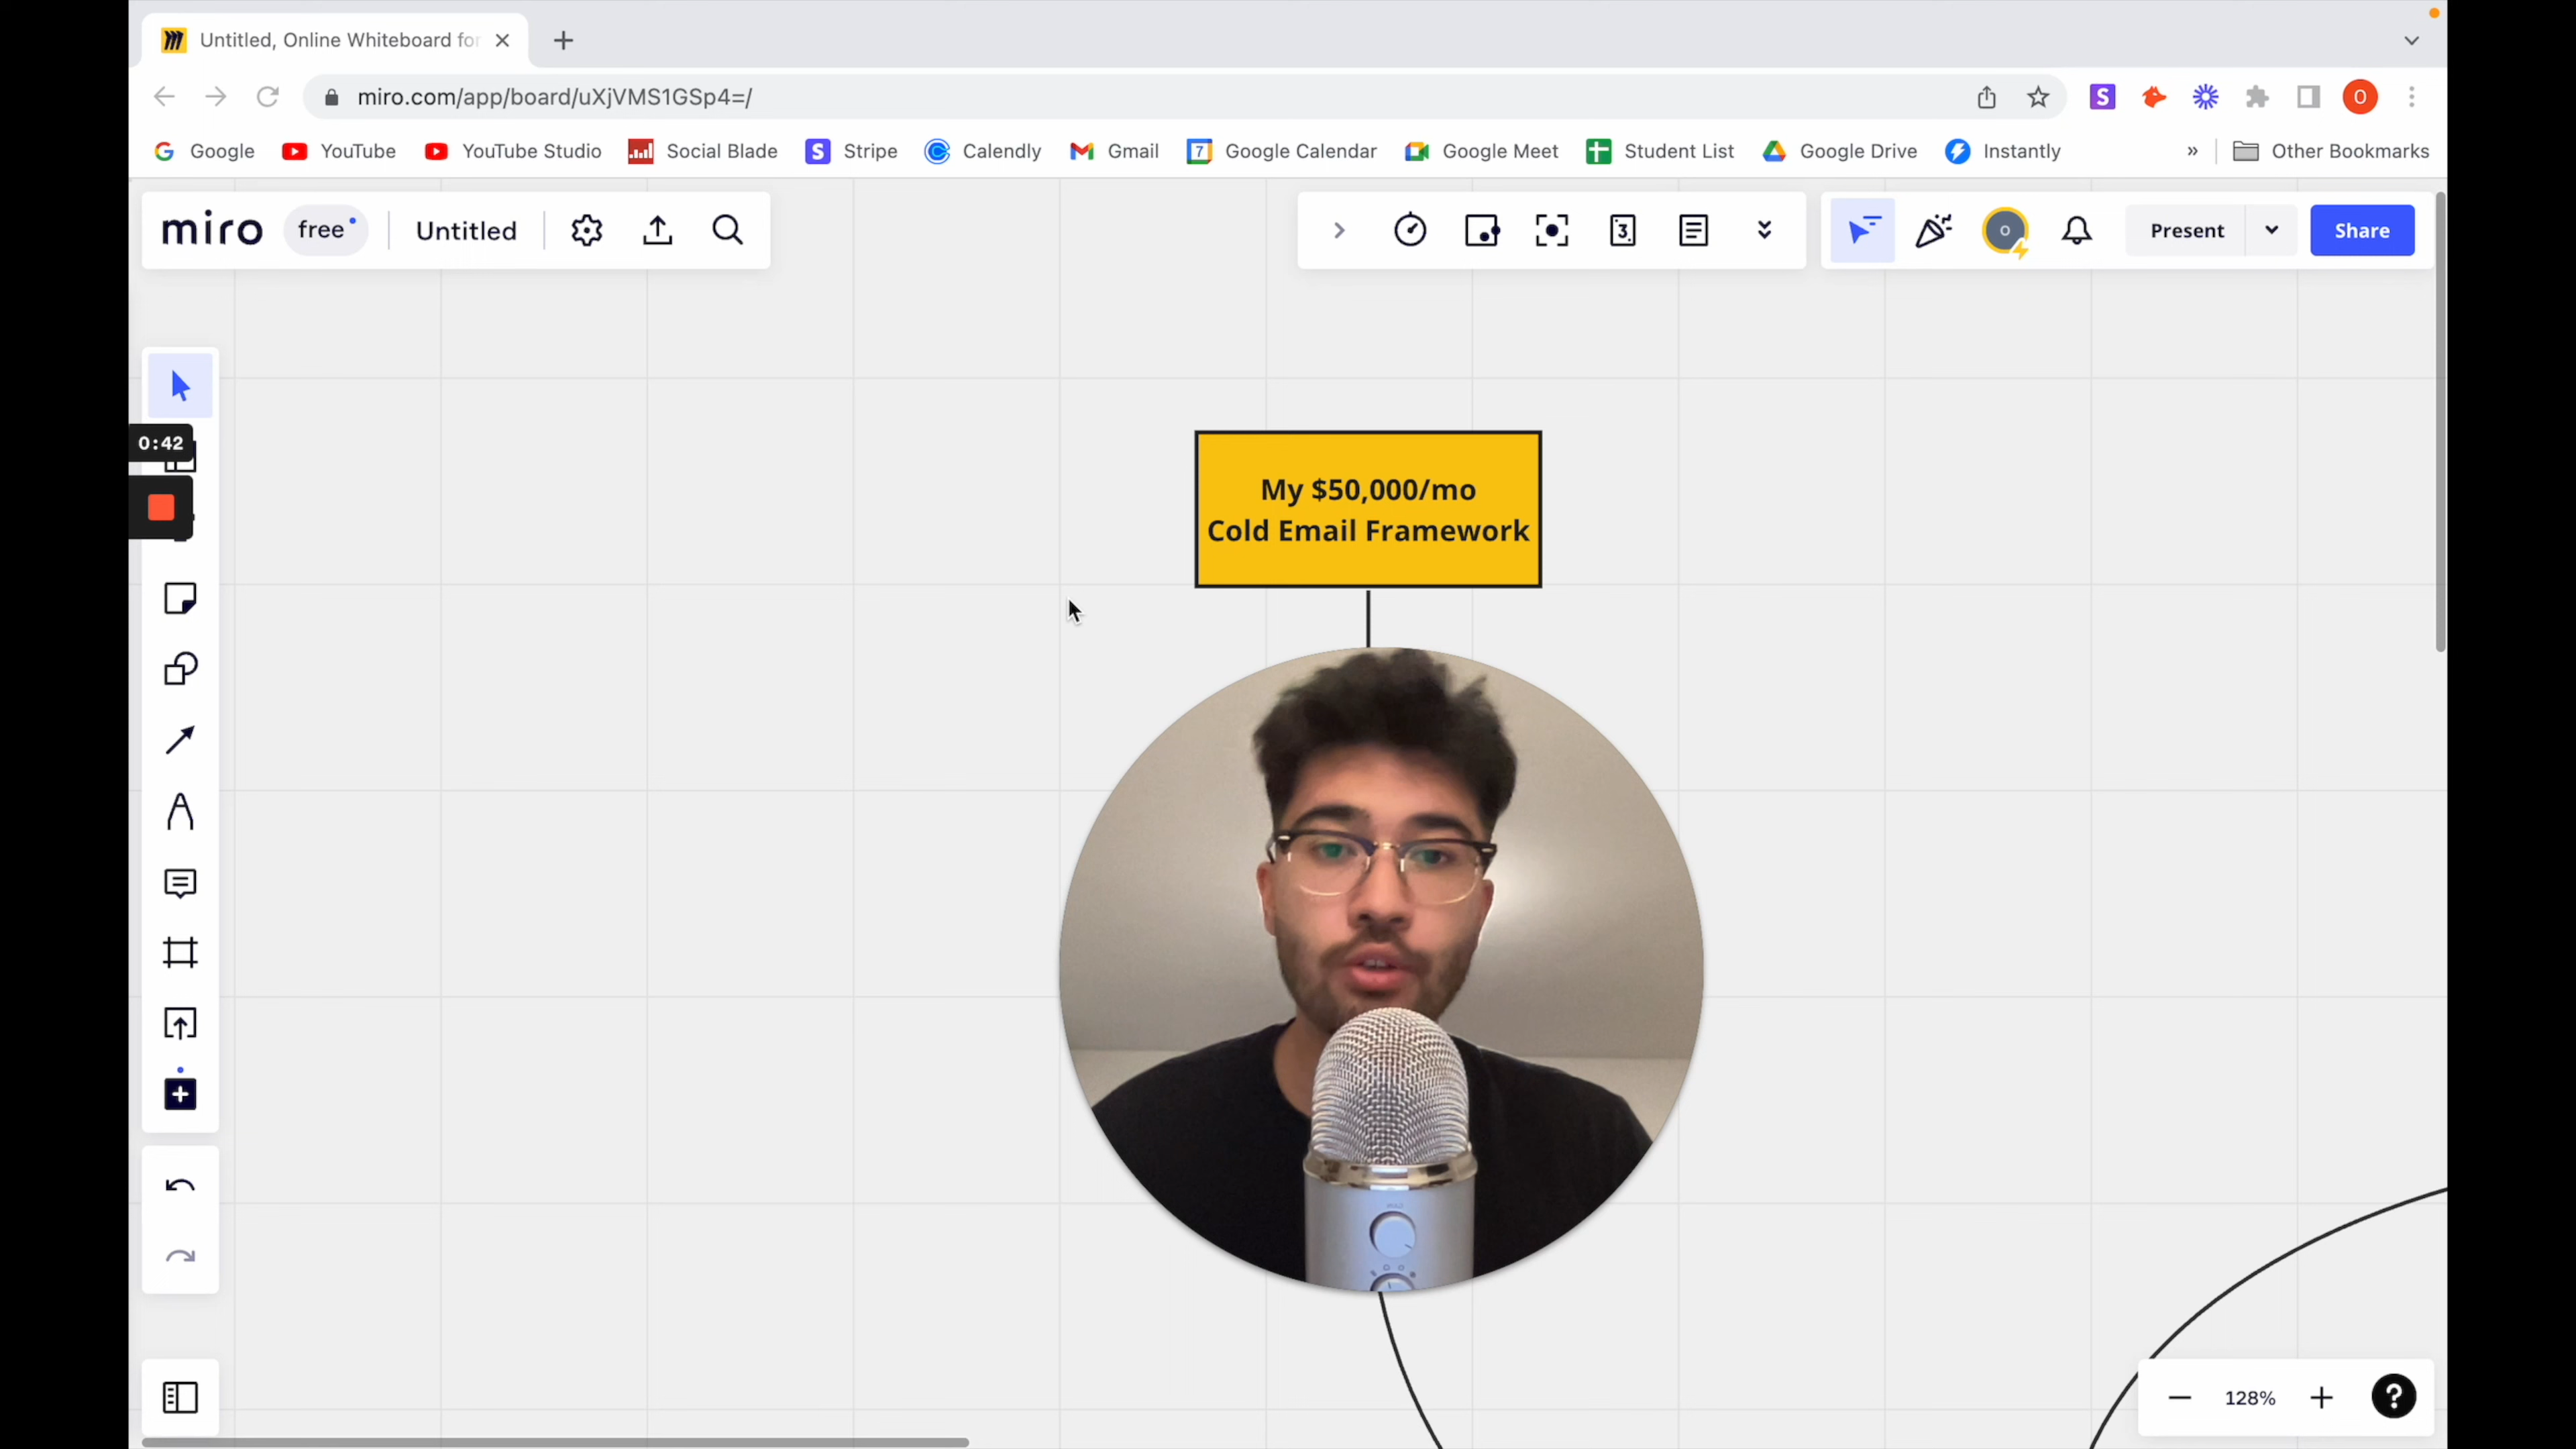 Untitled, Online Whiteboard for
miro.com/app/board/uXjVMS1GSp4=/
S
O
Google
YouTube
YouTube Studio
Social Blade
S Stripe
Calendly
Gmail
7 Google Calendar
Google Meet
Student List
Google Drive
Instantly
»
Other Bookmarks
miro
free
Untitled
3
O
Present
Share
0:42
My $50,000/mo
Cold Email Framework
128%
?